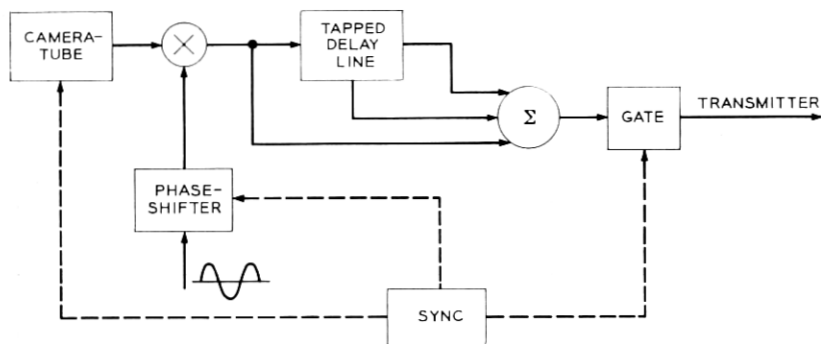 CAMERA-
TUBE
TAPPED
DELAY
LINE
Σ
GATE
TRANSMITTER
PHASE-
SHIFTER
SYNC